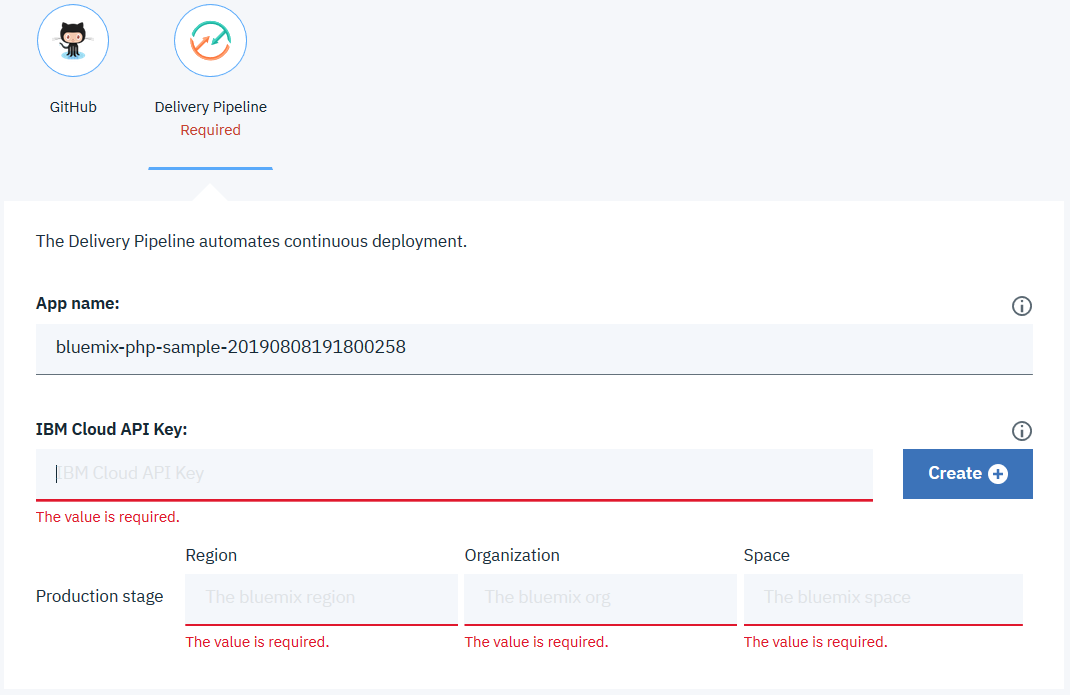 GitHub
Delivery Pipeline
Required
The Delivery Pipeline automates continuous deployment.
App name:
bluemix-php-sample-20190808191800258
IBM Cloud API Key:
IBM Cloud API Key
Create
The value is required.
Region
Organization
Space
Production stage
The bluemix region
The bluemix org
The bluemix space
The value is required.
The value is required.
The value is required.